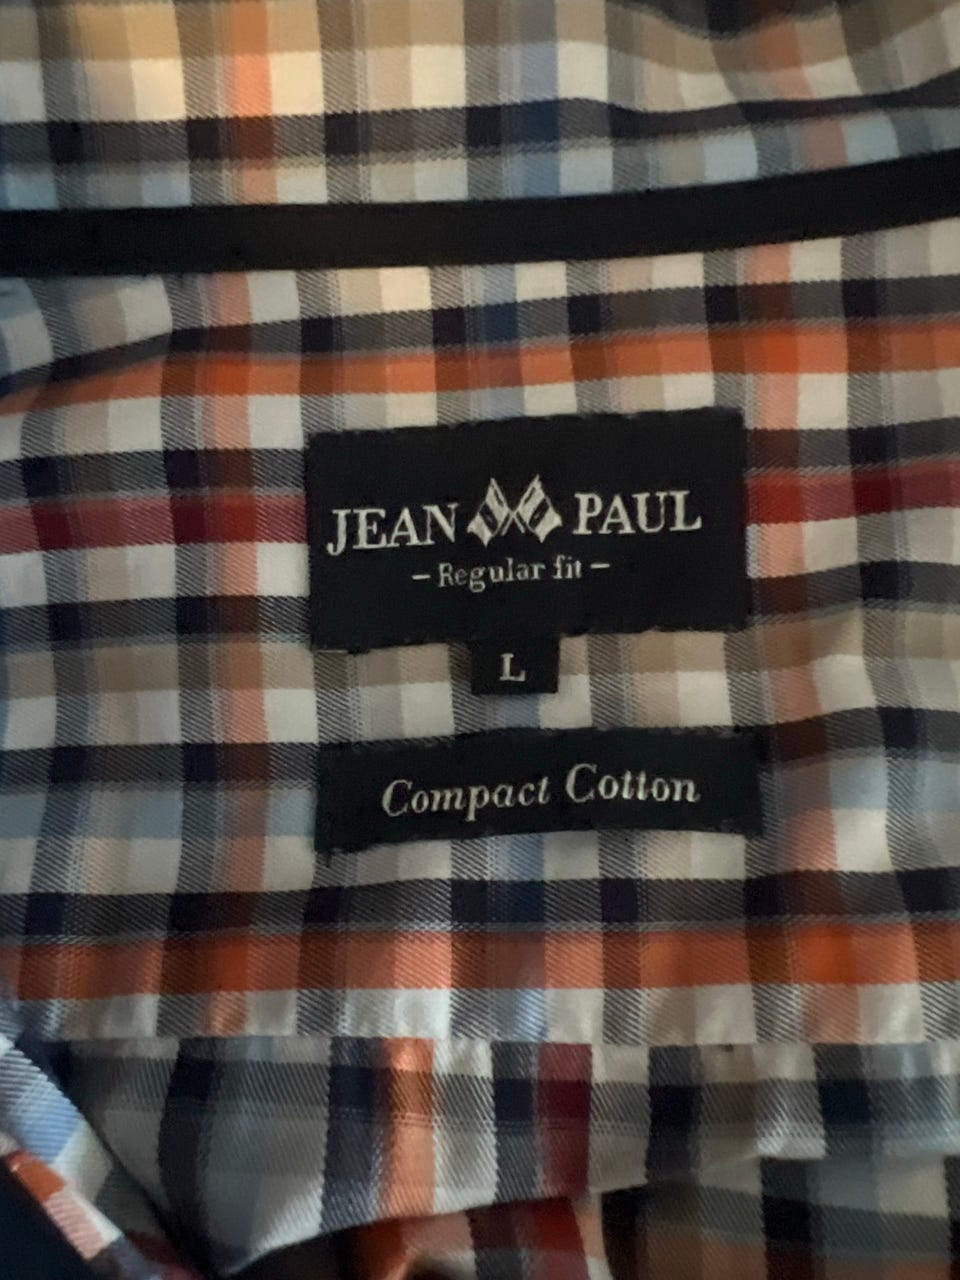 JEAN PAUL
– Regular fit –
L
Compact Cotton